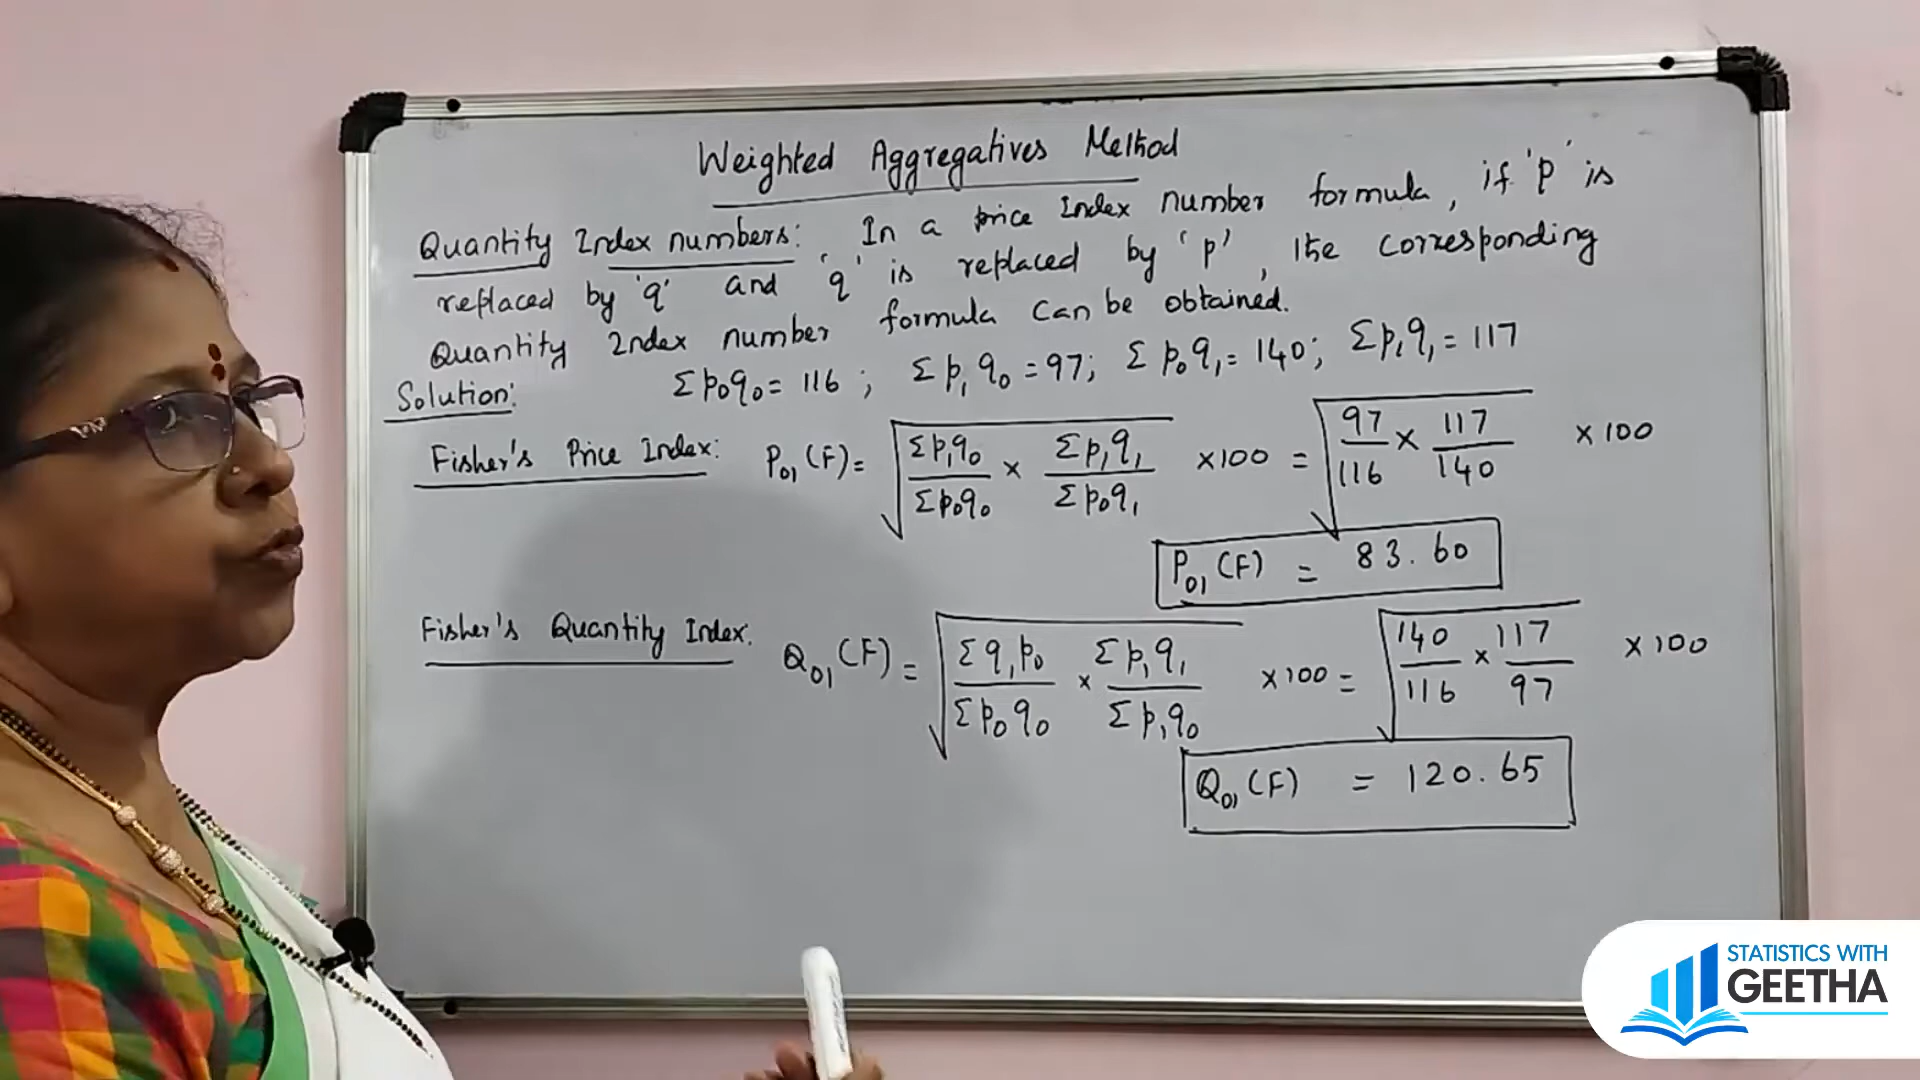 Weighted Aggregatives Method
Quantity Index numbers: In a price Index number formula, if 'p' is
replaced by 'q' and 'q' is replaced by 'p', the corresponding
Quantity Index number formula can be obtained.
Solution: Σp₀q₀ = 116 ; Σp₁q₀ = 97; Σp₀q₁ = 140; Σp₁q₁ = 117
Fisher's Price Index: P₀₁(F) = √(Σp₁q₀/Σp₀q₀ × Σp₁q₁/Σp₀q₁) ×100 = √(97/116 × 117/140) ×100
P₀₁(F) = 83.60
Fisher's Quantity Index. Q₀₁(F) = √(Σq₁p₀/Σp₀q₀ × Σp₁q₁/Σp₁q₀) ×100 = √(140/116 × 117/97) ×100
Q₀₁(F) = 120.65
STATISTICS WITH
GEETHA